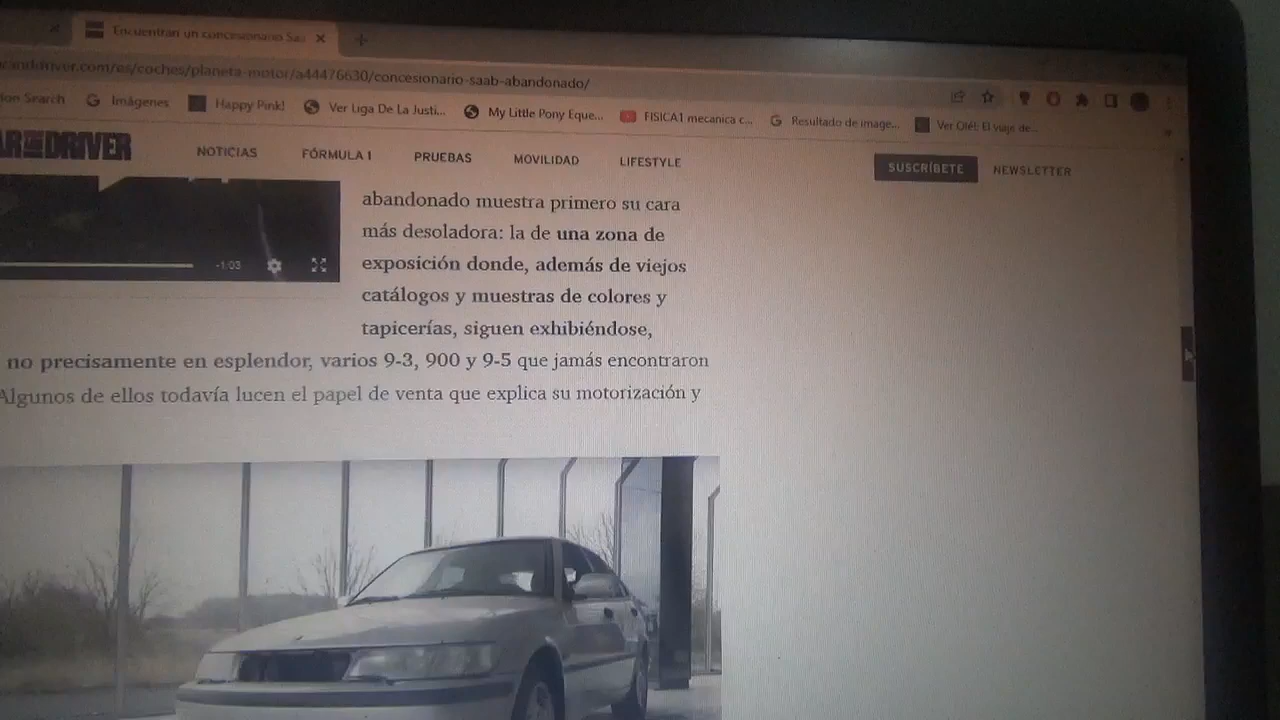 Encuentran un concesionario Saa
anddriver.com/es/coches/planeta-motor/a44476630/concesionario-saab-abandonado/
ion Search
Imágenes
Happy Pink!
Ver Liga De La Justi...
My Little Pony Eque...
FISICA1 mecanica c...
Resultado de image...
Ver Olé!: El viaje de...
AR AND DRIVER
NOTICIAS
FÓRMULA 1
PRUEBAS
MOVILIDAD
LIFESTYLE
SUSCRÍBETE
NEWSLETTER
-1:03
abandonado muestra primero su cara
más desoladora: la de una zona de
exposición donde, además de viejos
catálogos y muestras de colores y
tapicerías, siguen exhibiéndose,
no precisamente en esplendor, varios 9-3, 900 y 9-5 que jamás encontraron
Algunos de ellos todavía lucen el papel de venta que explica su motorización y